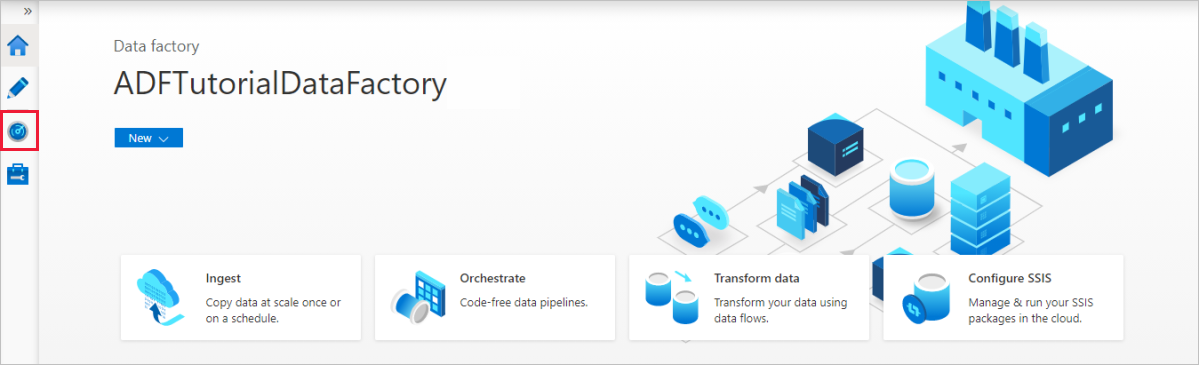 Data factory
ADFTutorialDataFactory
New
Ingest
Copy data at scale once or
on a schedule.
Orchestrate
Code-free data pipelines.
Transform data
Transform your data using
data flows.
Configure SSIS
Manage & run your SSIS
packages in the cloud.